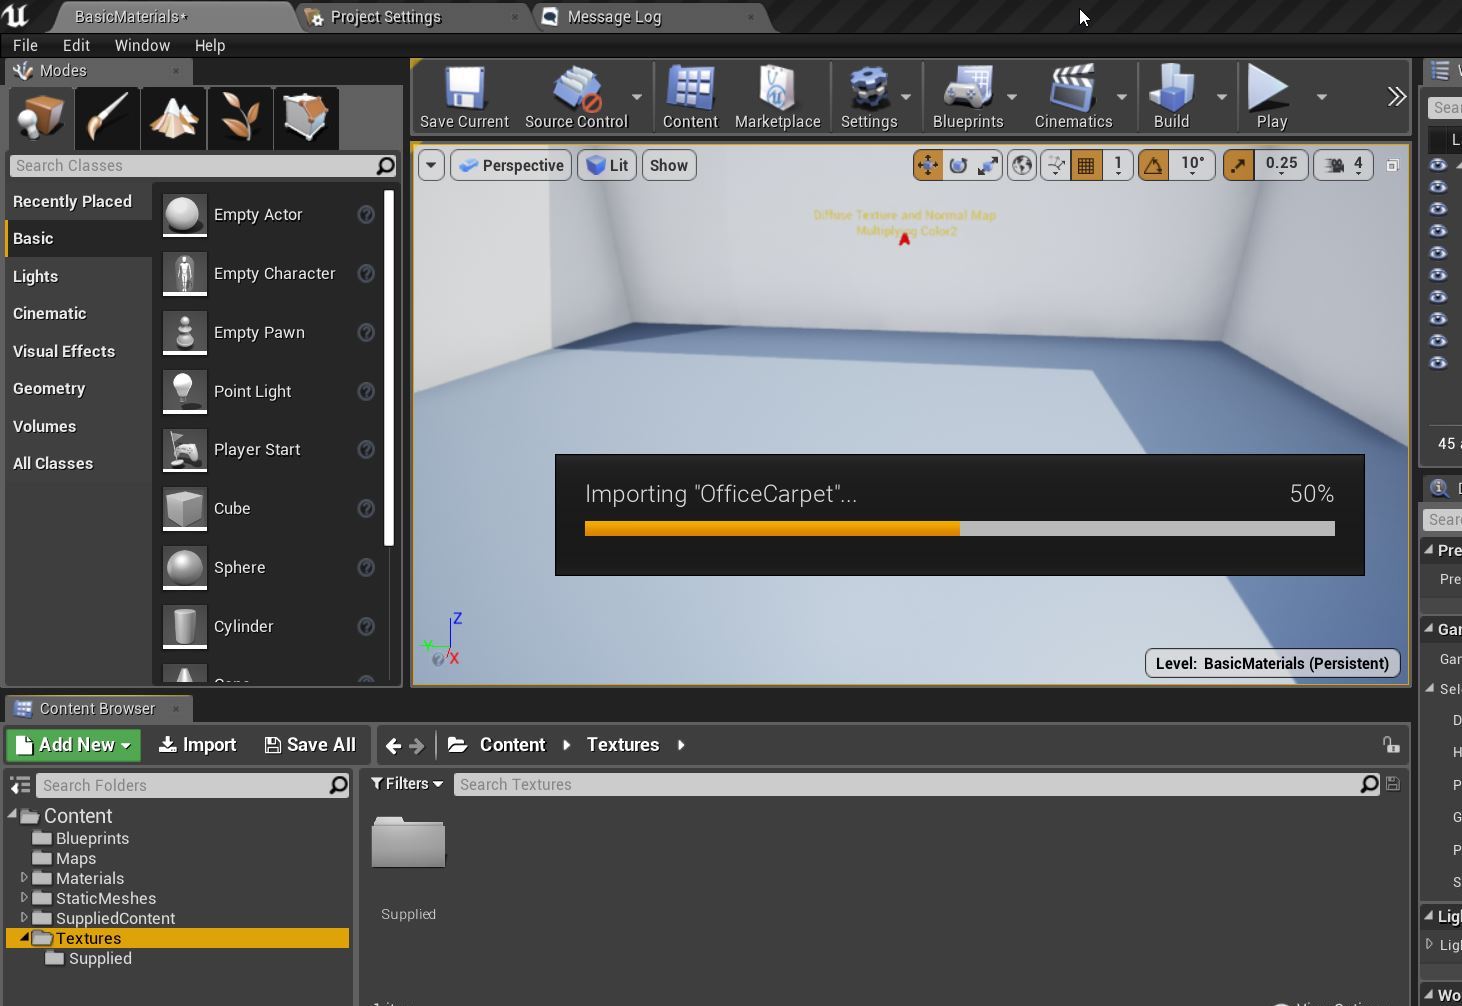 BasicMaterials*
Project Settings
Message Log
File Edit Window Help
Modes
Save Current
Source Control
Content
Marketplace
Settings
Blueprints
Cinematics
Build
Play
Search Classes
Recently Placed
Basic
Lights
Cinematic
Visual Effects
Geometry
Volumes
All Classes
Empty Actor
Empty Character
Empty Pawn
Point Light
Player Start
Cube
Sphere
Cylinder
Perspective
Lit
Show
1
10°
0.25
4
Diffuse Texture and Normal Map
Multiplying Color2
Importing "OfficeCarpet"...
50%
Z
Y
X
Level: BasicMaterials (Persistent)
Sear
45
Sear
Pre
Pre
Gar
Gar
Sel
D
H
P
G
P
S
Lig
Lig
Wo
Content Browser
Add New
Import
Save All
Content
Textures
Search Folders
Filters
Search Textures
Content
Blueprints
Maps
Materials
StaticMeshes
SuppliedContent
Textures
Supplied
Supplied